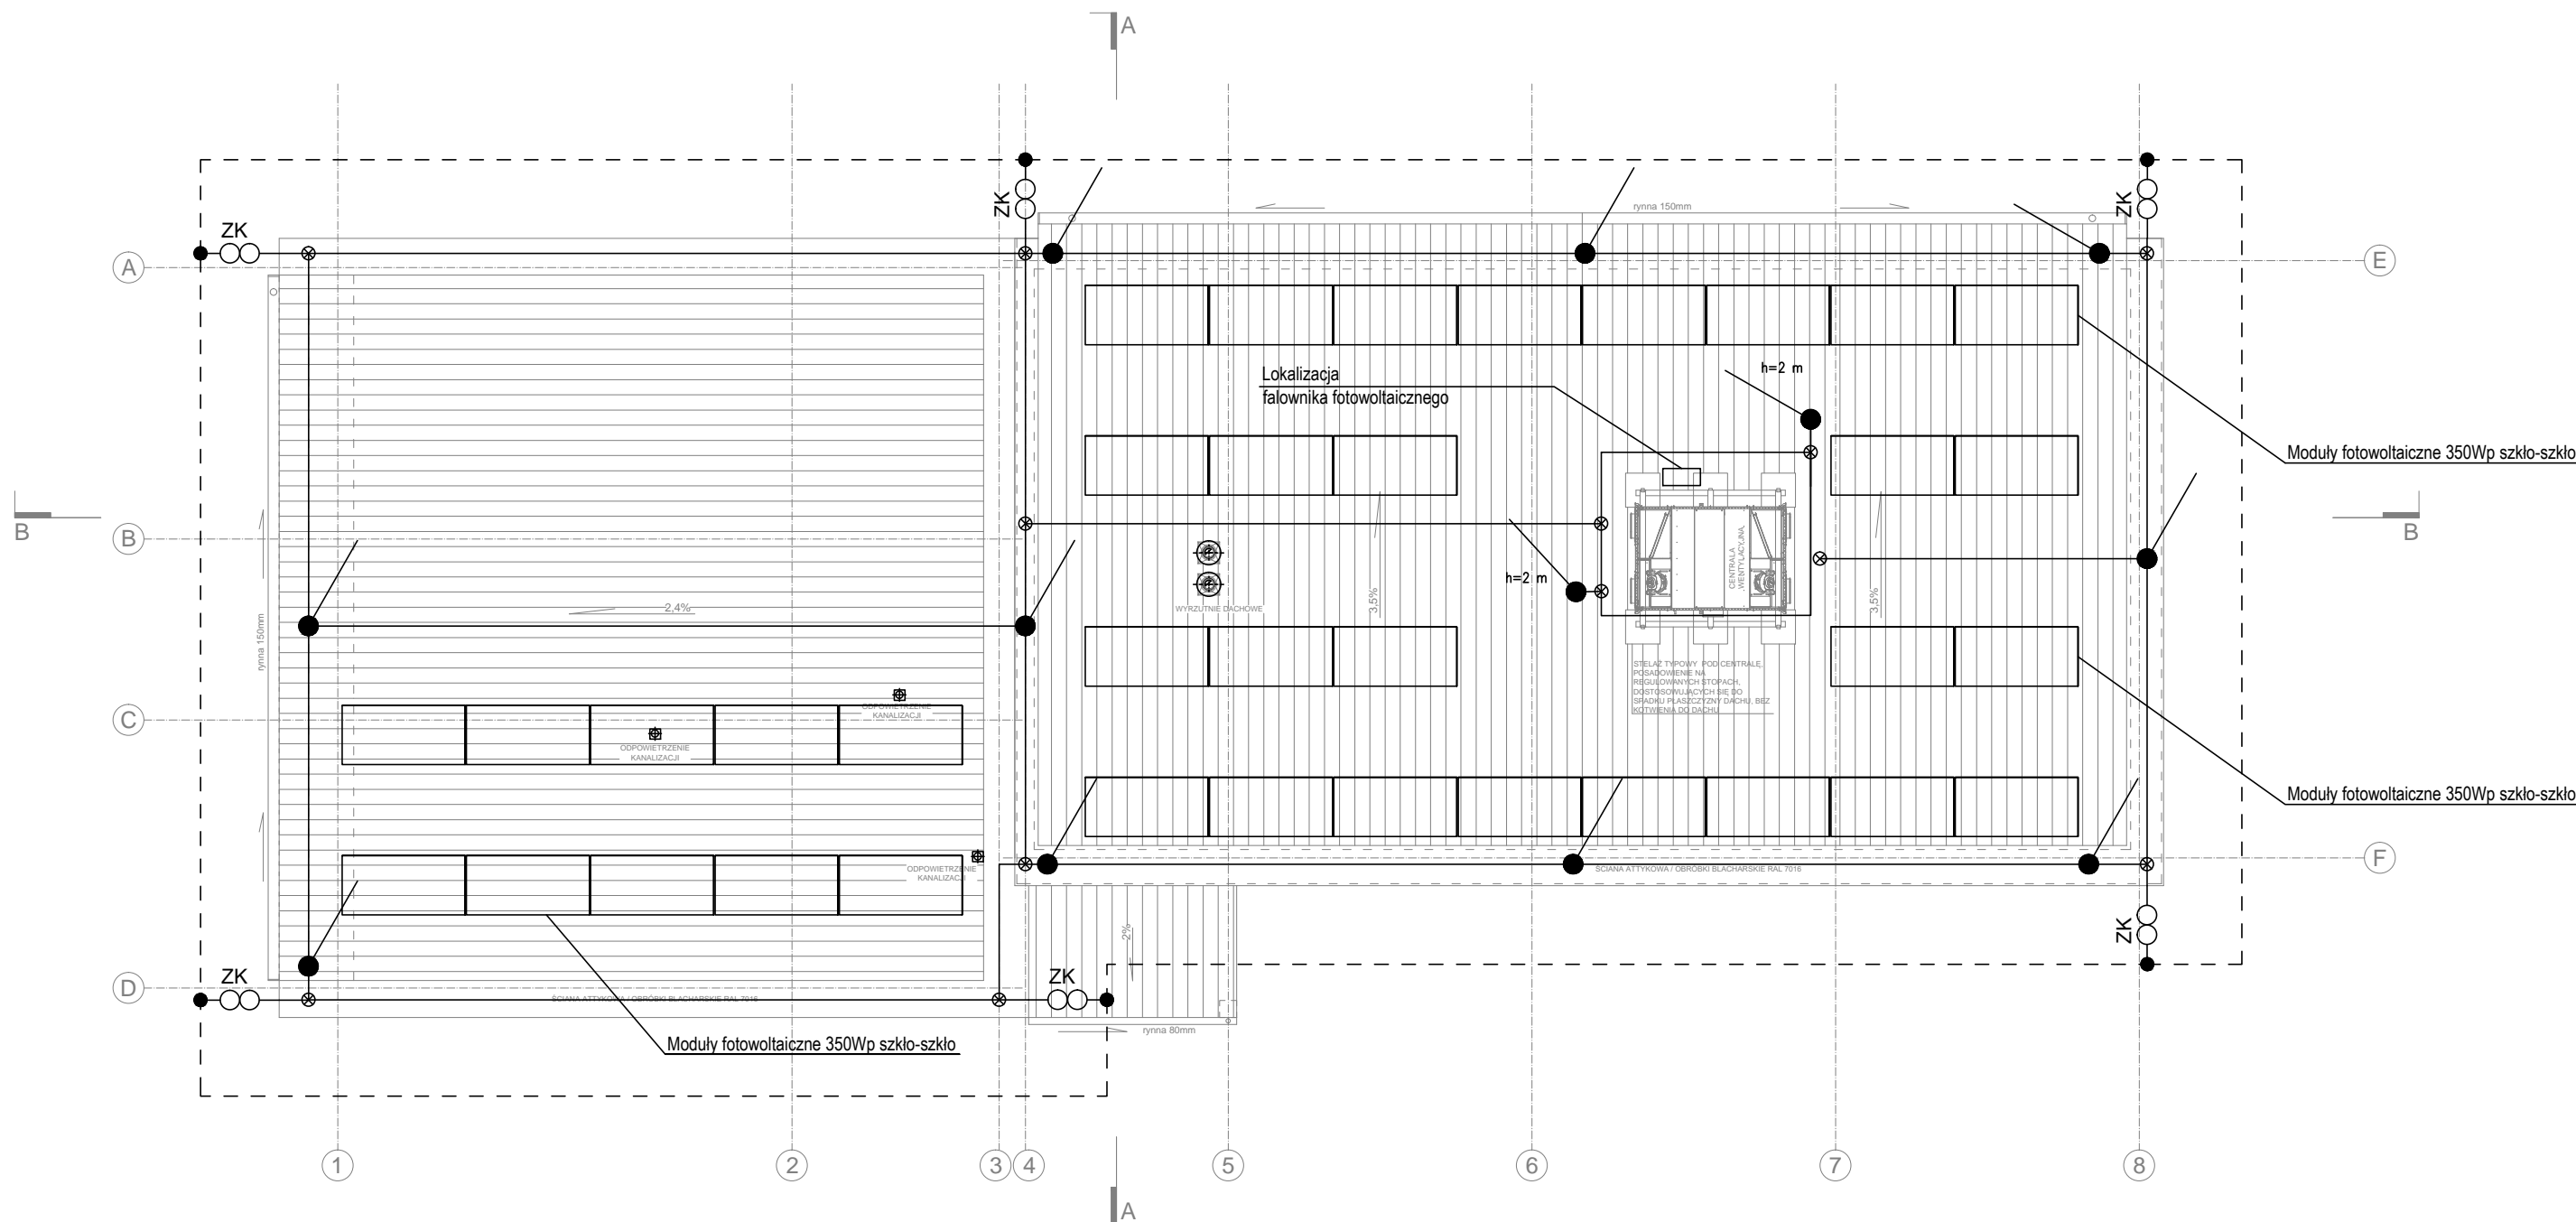 A
ZK
ZK
ZK
rynna 150mm
A
E
Lokalizacja
falownika fotowoltaicznego
h=2 m
Moduły fotowoltaiczne 350Wp szkło-szkło
B
B
B
CENTRALA
WENTYLACYJNA,
h=2 m
WYRZUTNIE DACHOWE
3,5%
3,5%
2,4%
rynna 150mm
STELAŻ TYPOWY POD CENTRALĘ,
POSADOWIENIE NA
REGULOWANYCH STOPACH,
DOSTOSOWUJĄCYCH SIĘ DO
SPADKU PŁASZCZYZNY DACHU, BEZ
KOTWIENIA DO DACHU
C
ODPOWIETRZENIE
KANALIZACJI
ODPOWIETRZENIE
KANALIZACJI
Moduły fotowoltaiczne 350Wp szkło-szkło
F
ODPOWIETRZENIE
KANALIZACJI
ŚCIANA ATTYKOWA / OBRÓBKI BLACHARSKIE RAL 7016
2%
ZK
ZK
ZK
D
ŚCIANA ATTYKOWA / OBRÓBKI BLACHARSKIE RAL 7016
rynna 80mm
Moduły fotowoltaiczne 350Wp szkło-szkło
1
2
3
4
5
6
7
8
A